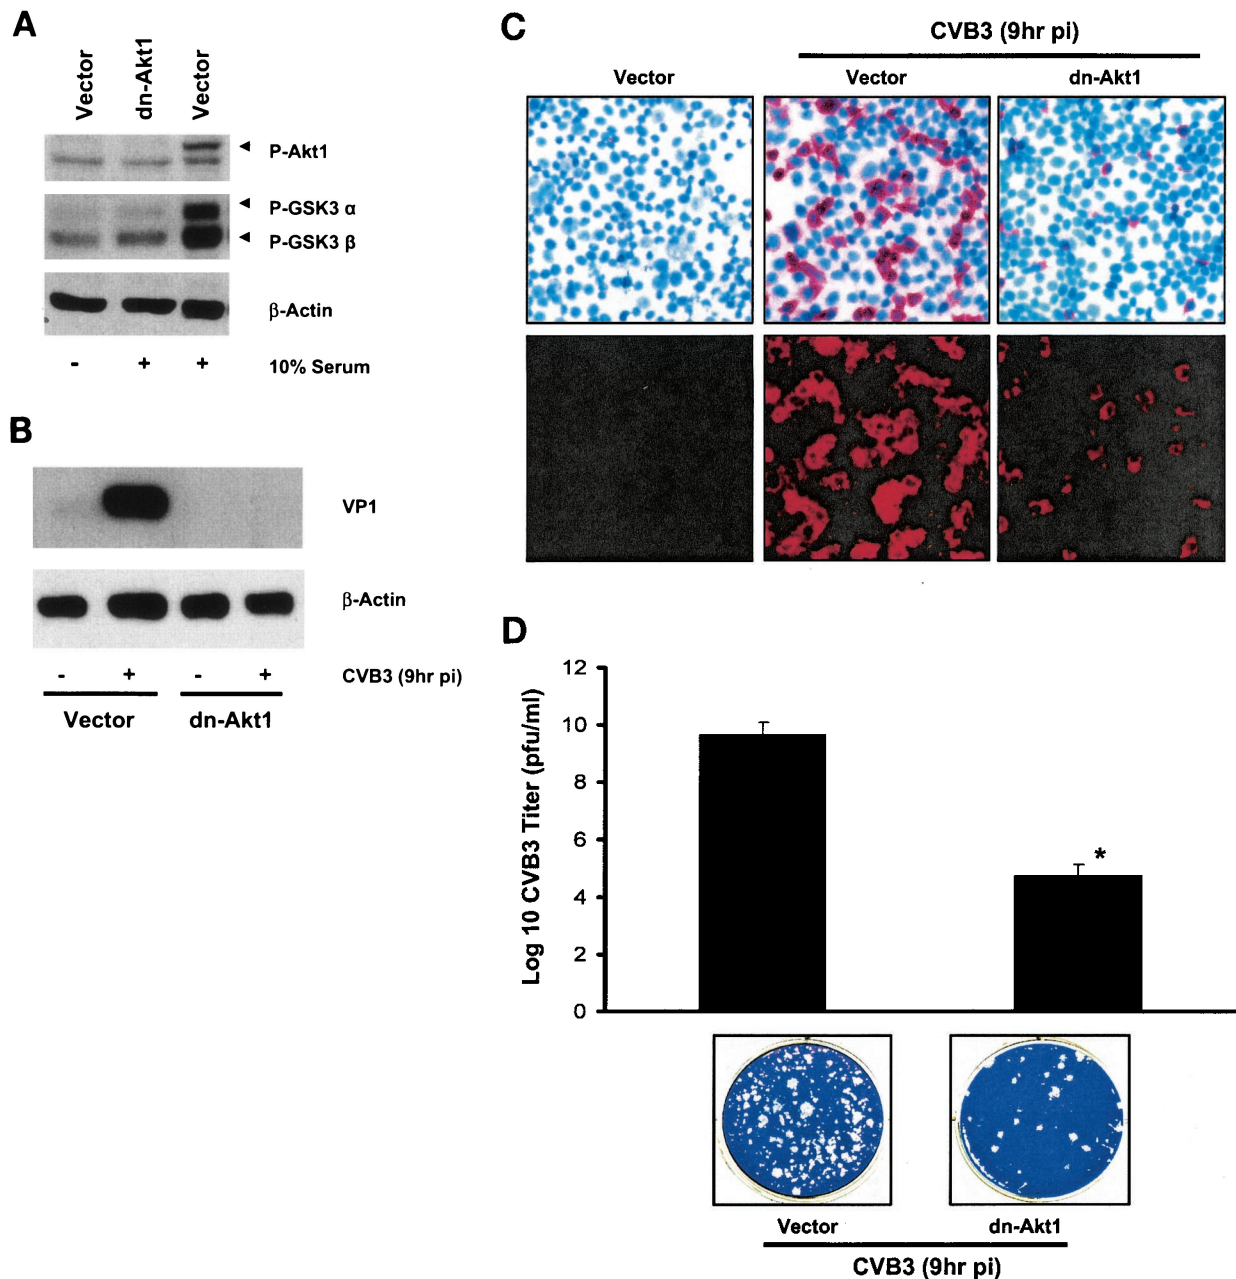 A
Vector
dn-Akt1
Vector
P-Akt1
P-GSK3 α
P-GSK3 β
β-Actin
- + + 10% Serum
B
VP1
β-Actin
- + - + CVB3 (9hr pi)
Vector dn-Akt1
C
CVB3 (9hr pi)
Vector Vector dn-Akt1
D
Log 10 CVB3 Titer (pfu/ml)
12
10
8
6
4
2
0
*
Vector dn-Akt1
CVB3 (9hr pi)